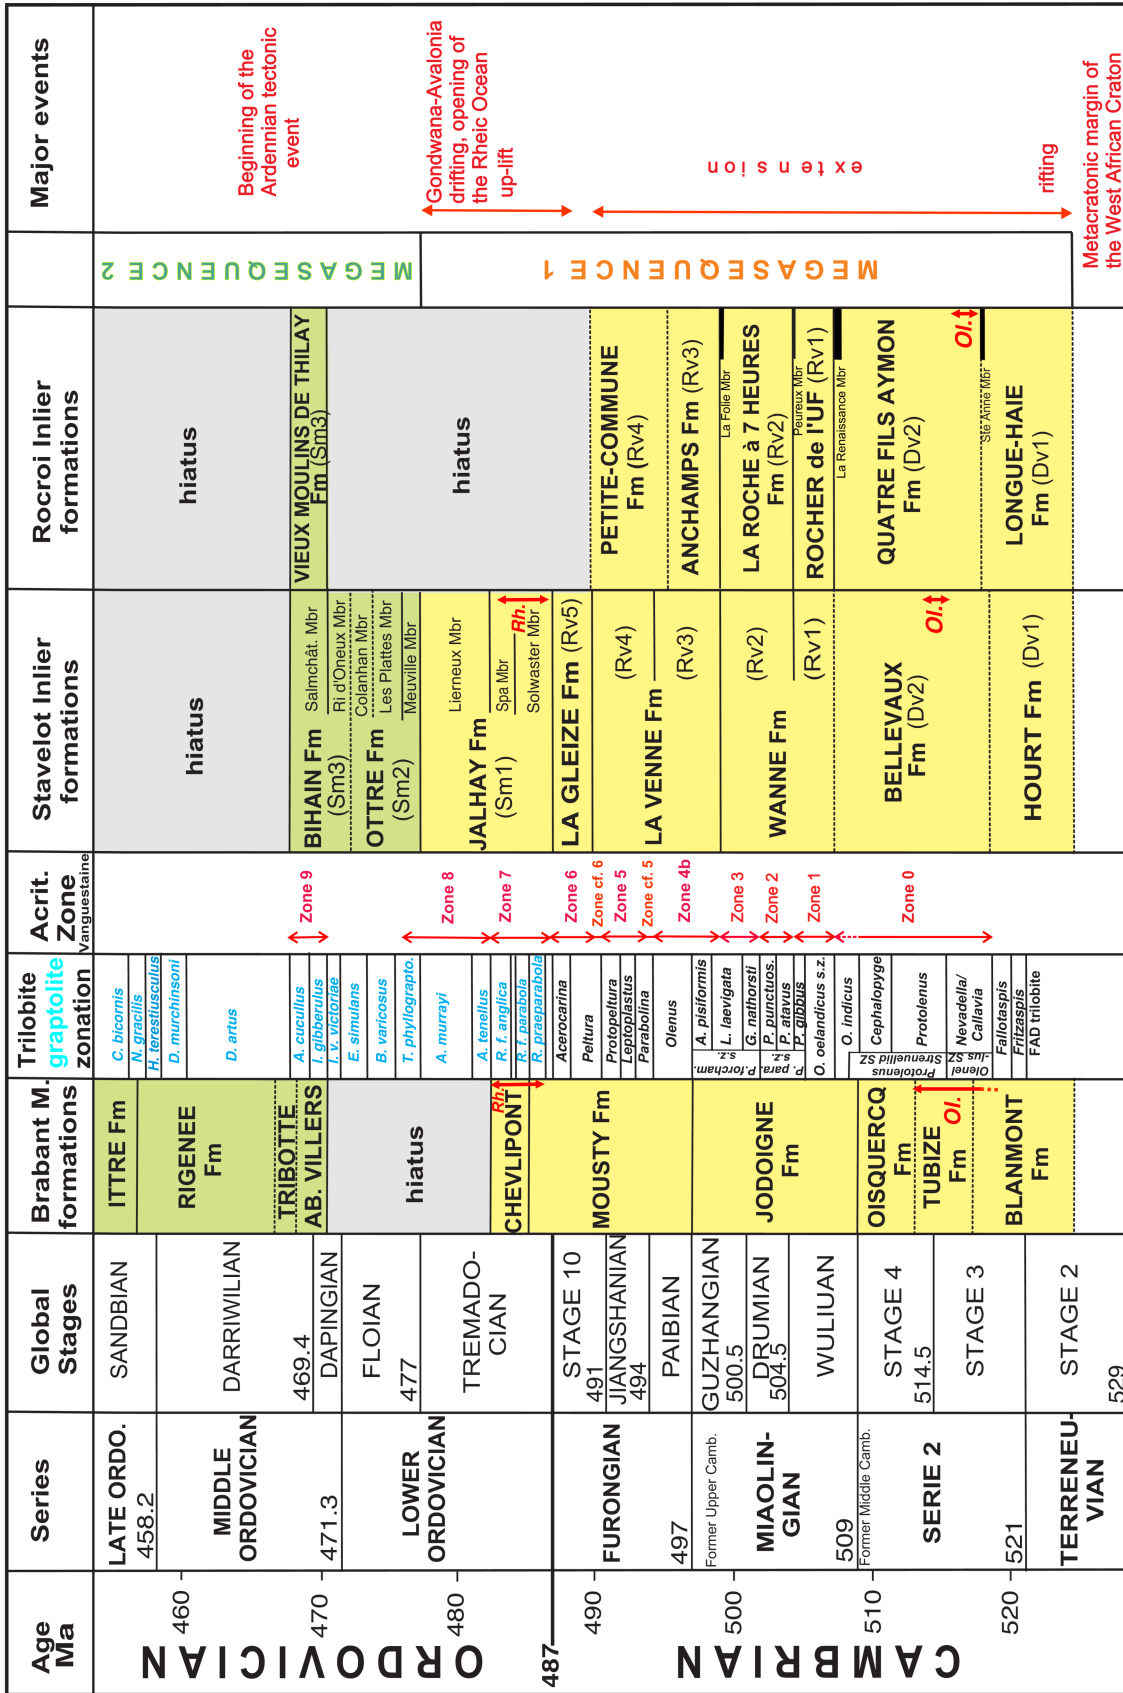 Age
Ma
Series
Global
Stages
Brabant M.
formations
Trilobite
graptolite
zonation
Acrit.
Zone
Vanguestaine
Stavelot Inlier
formations
Rocroi Inlier
formations
Major events
ORDOVICIAN
CAMBRIAN
460
470
480
487
490
500
510
520
LATE ORDO.
458.2
MIDDLE
ORDOVICIAN
471.3
LOWER
ORDOVICIAN
FURONGIAN
497
Former Upper Camb.
MIAOLIN-
GIAN
509
Former Middle Camb.
SERIE 2
521
TERRENEU-
VIAN
SANDBIAN
DARRIWILIAN
469.4
DAPINGIAN
FLOIAN
477
TREMADO-
CIAN
STAGE 10
491
JIANGSHANIAN
494
PAIBIAN
GUZHANGIAN
500.5
DRUMIAN
504.5
WULIUAN
STAGE 4
514.5
STAGE 3
STAGE 2
529
ITTRE Fm
RIGENEE
Fm
TRIBOTTE
AB. VILLERS
hiatus
CHEVLIPONT
Rh.
MOUSTY Fm
JODOIGNE
Fm
OISQUERCQ
Fm
TUBIZE
Fm
Ol.
BLANMONT
Fm
C. bicornis
N. gracilis
H. teretiusculus
D. murchinsoni
D. artus
A. cucullus
I. gibberulus
I. v. victoriae
E. simulans
B. varicosus
T. phyllograpto.
A. murrayi
A. tenellus
R. f. anglica
R. f. parabola
R. praeparabola
Acerocarina
Peltura
Protopeltura
Leptoplastus
Parabolina
Olenus
A. pisiformis
L. laevigata
G. nathorsti
P. forcham.
s.z.
P. punctuos.
P. atavus
P. gibbus
P. para.
s.z.
O. oelandicus s.z.
O. indicus
Cephalopyge
Protolenus
Protolenus
Strenuellid SZ
Nevadella/
Callavia
Olenel
-lus SZ
Fallotaspis
Fritzaspis
FAD trilobite
Zone 9
Zone 8
Zone 7
Zone 6
Zone cf. 6
Zone 5
Zone cf. 5
Zone 4b
Zone 3
Zone 2
Zone 1
Zone 0
hiatus
BIHAIN Fm
(Sm3)
Salmchât. Mbr
Ri d'Oneux Mbr
OTTRE Fm
(Sm2)
Colanhan Mbr
Les Plattes Mbr
Meuville Mbr
JALHAY Fm
(Sm1)
Lierneux Mbr
Spa Mbr
Solwaster Mbr
Rh.
LA GLEIZE Fm (Rv5)
LA VENNE Fm
(Rv4)
(Rv3)
WANNE Fm
(Rv2)
(Rv1)
BELLEVAUX
Fm (Dv2)
Ol.
HOURT Fm (Dv1)
hiatus
VIEUX MOULINS DE THILAY
Fm (Sm3)
hiatus
PETITE-COMMUNE
Fm (Rv4)
ANCHAMPS Fm (Rv3)
La Folie Mbr
LA ROCHE à 7 HEURES
Fm (Rv2)
Peureux Mbr
ROCHER de l'UF (Rv1)
La Renaissance Mbr
QUATRE FILS AYMON
Fm (Dv2)
Ol.
Ste Anne Mbr
LONGUE-HAIE
Fm (Dv1)
MEGASEQUENCE 2
MEGASEQUENCE 1
Beginning of the
Ardennian tectonic
event
Gondwana-Avalonia
drifting, opening of
the Rheic Ocean
up-lift
extension
rifting
Metacratonic margin of
the West African Craton